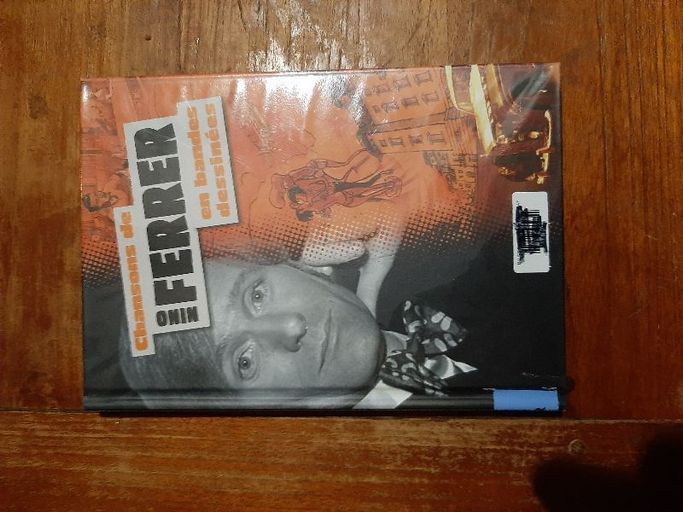 Chansons de
NINO
FERRER
en bandes
dessinées